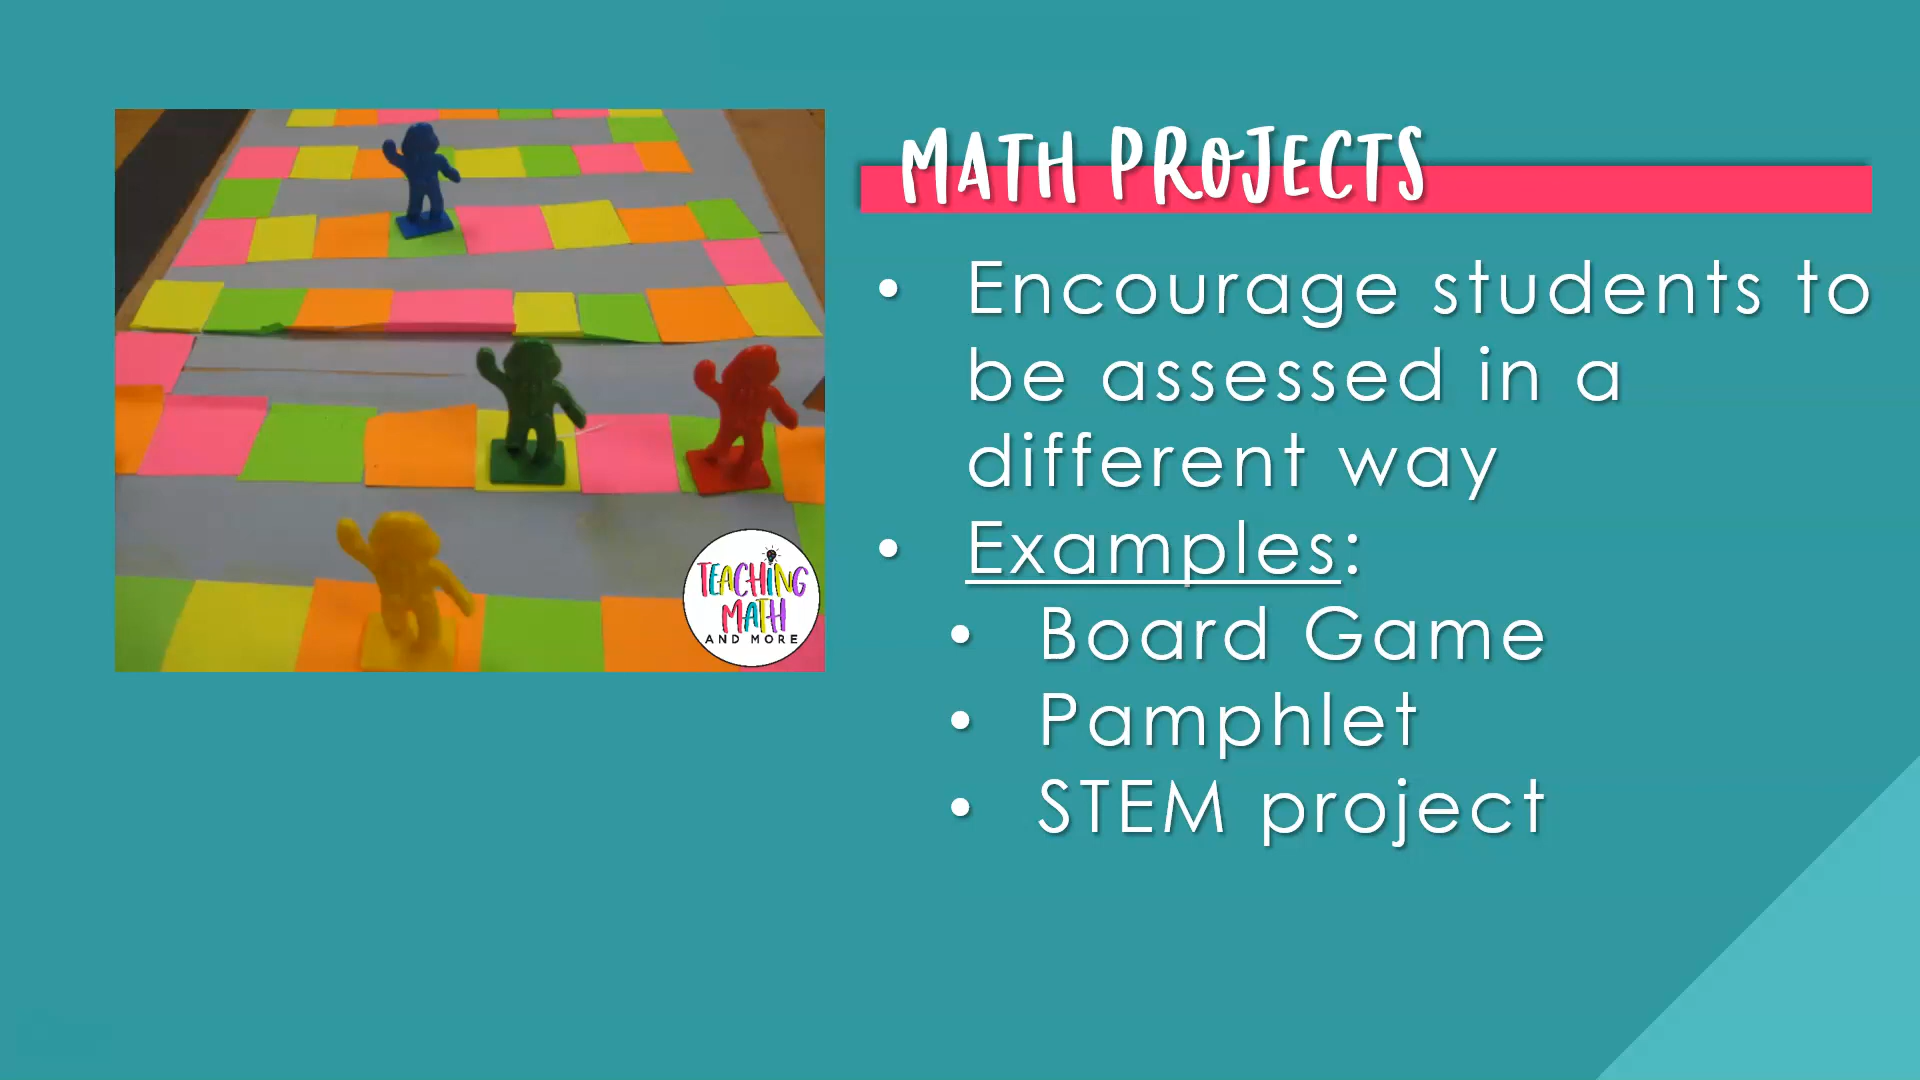 MATH PROJECTS
• Encourage students to
be assessed in a
different way
• Examples:
• Board Game
• Pamphlet
• STEM project
TEACHING
MATH
AND MORE